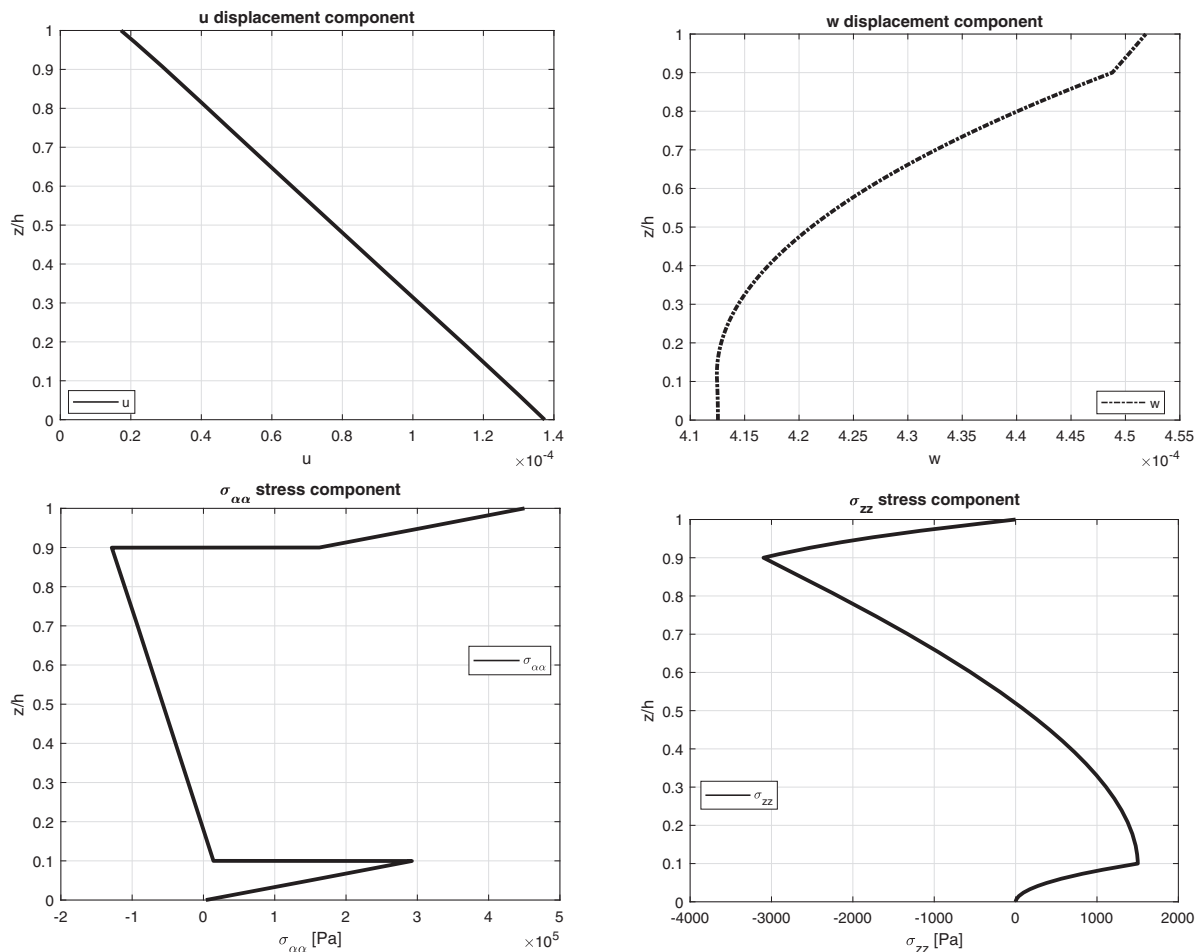 u displacement component
1
0.9
0.8
0.7
0.6
0.5
0.4
0.3
0.2
0.1
0
z/h
u
0 0.2 0.4 0.6 0.8 1 1.2 1.4
u
×10⁻⁴
w displacement component
1
0.9
0.8
0.7
0.6
0.5
0.4
0.3
0.2
0.1
0
z/h
w
4.1 4.15 4.2 4.25 4.3 4.35 4.4 4.45 4.5 4.55
w
×10⁻⁴
σαα stress component
1
0.9
0.8
0.7
0.6
0.5
0.4
0.3
0.2
0.1
0
z/h
σαα
-2 -1 0 1 2 3 4 5
σαα [Pa]
×10⁵
σzz stress component
1
0.9
0.8
0.7
0.6
0.5
0.4
0.3
0.2
0.1
0
z/h
σzz
-4000 -3000 -2000 -1000 0 1000 2000
σzz [Pa]